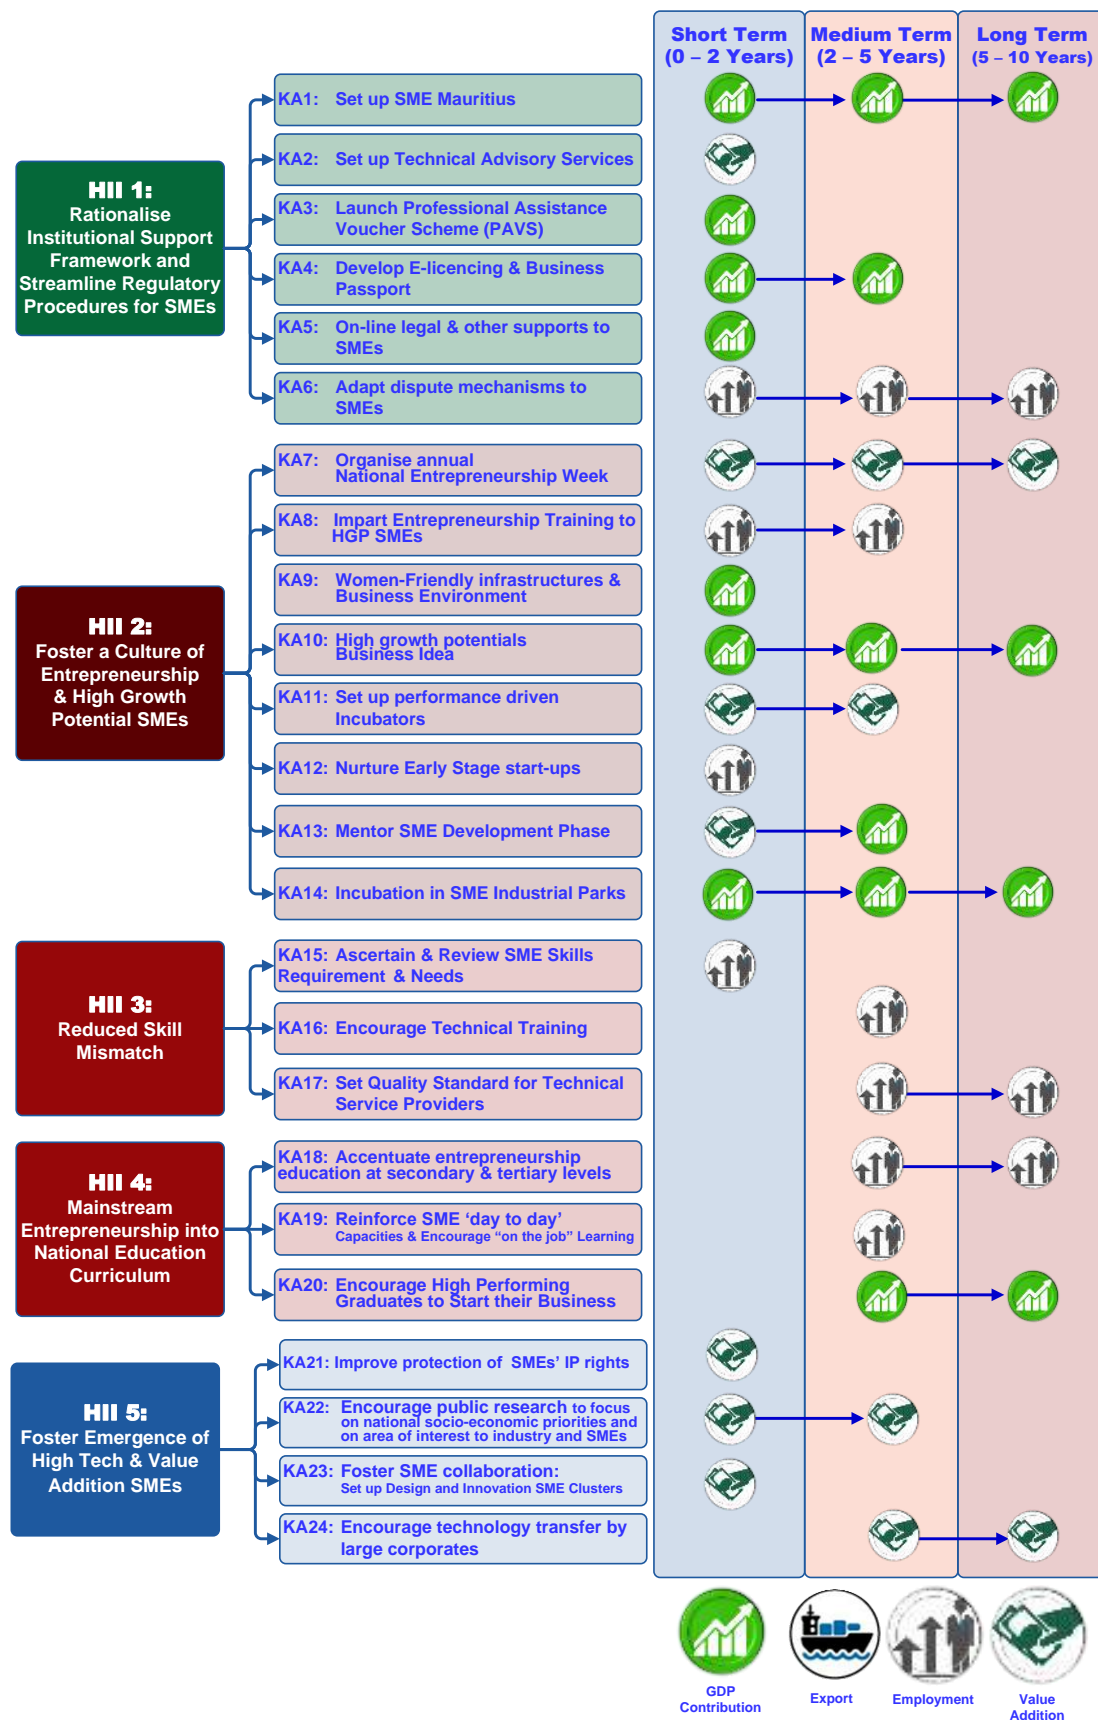 Short Term
(0 – 2 Years)
Medium Term
(2 – 5 Years)
Long Term
(5 – 10 Years)
HII 1:
Rationalise
Institutional Support
Framework and
Streamline Regulatory
Procedures for SMEs
KA1: Set up SME Mauritius
KA2: Set up Technical Advisory Services
KA3: Launch Professional Assistance
Voucher Scheme (PAVS)
KA4: Develop E-licencing & Business
Passport
KA5: On-line legal & other supports to
SMEs
KA6: Adapt dispute mechanisms to
SMEs
HII 2:
Foster a Culture of
Entrepreneurship
& High Growth
Potential SMEs
KA7: Organise annual
National Entrepreneurship Week
KA8: Impart Entrepreneurship Training to
HGP SMEs
KA9: Women-Friendly infrastructures &
Business Environment
KA10: High growth potentials
Business Idea
KA11: Set up performance driven
Incubators
KA12: Nurture Early Stage start-ups
KA13: Mentor SME Development Phase
KA14: Incubation in SME Industrial Parks
HII 3:
Reduced Skill
Mismatch
KA15: Ascertain & Review SME Skills
Requirement & Needs
KA16: Encourage Technical Training
KA17: Set Quality Standard for Technical
Service Providers
HII 4:
Mainstream
Entrepreneurship into
National Education
Curriculum
KA18: Accentuate entrepreneurship
education at secondary & tertiary levels
KA19: Reinforce SME ‘day to day’
Capacities & Encourage “on the job” Learning
KA20: Encourage High Performing
Graduates to Start their Business
HII 5:
Foster Emergence of
High Tech & Value
Addition SMEs
KA21: Improve protection of SMEs’ IP rights
KA22: Encourage public research to focus
on national socio-economic priorities and
on area of interest to industry and SMEs
KA23: Foster SME collaboration:
Set up Design and Innovation SME Clusters
KA24: Encourage technology transfer by
large corporates
GDP
Contribution
Export
Employment
Value
Addition